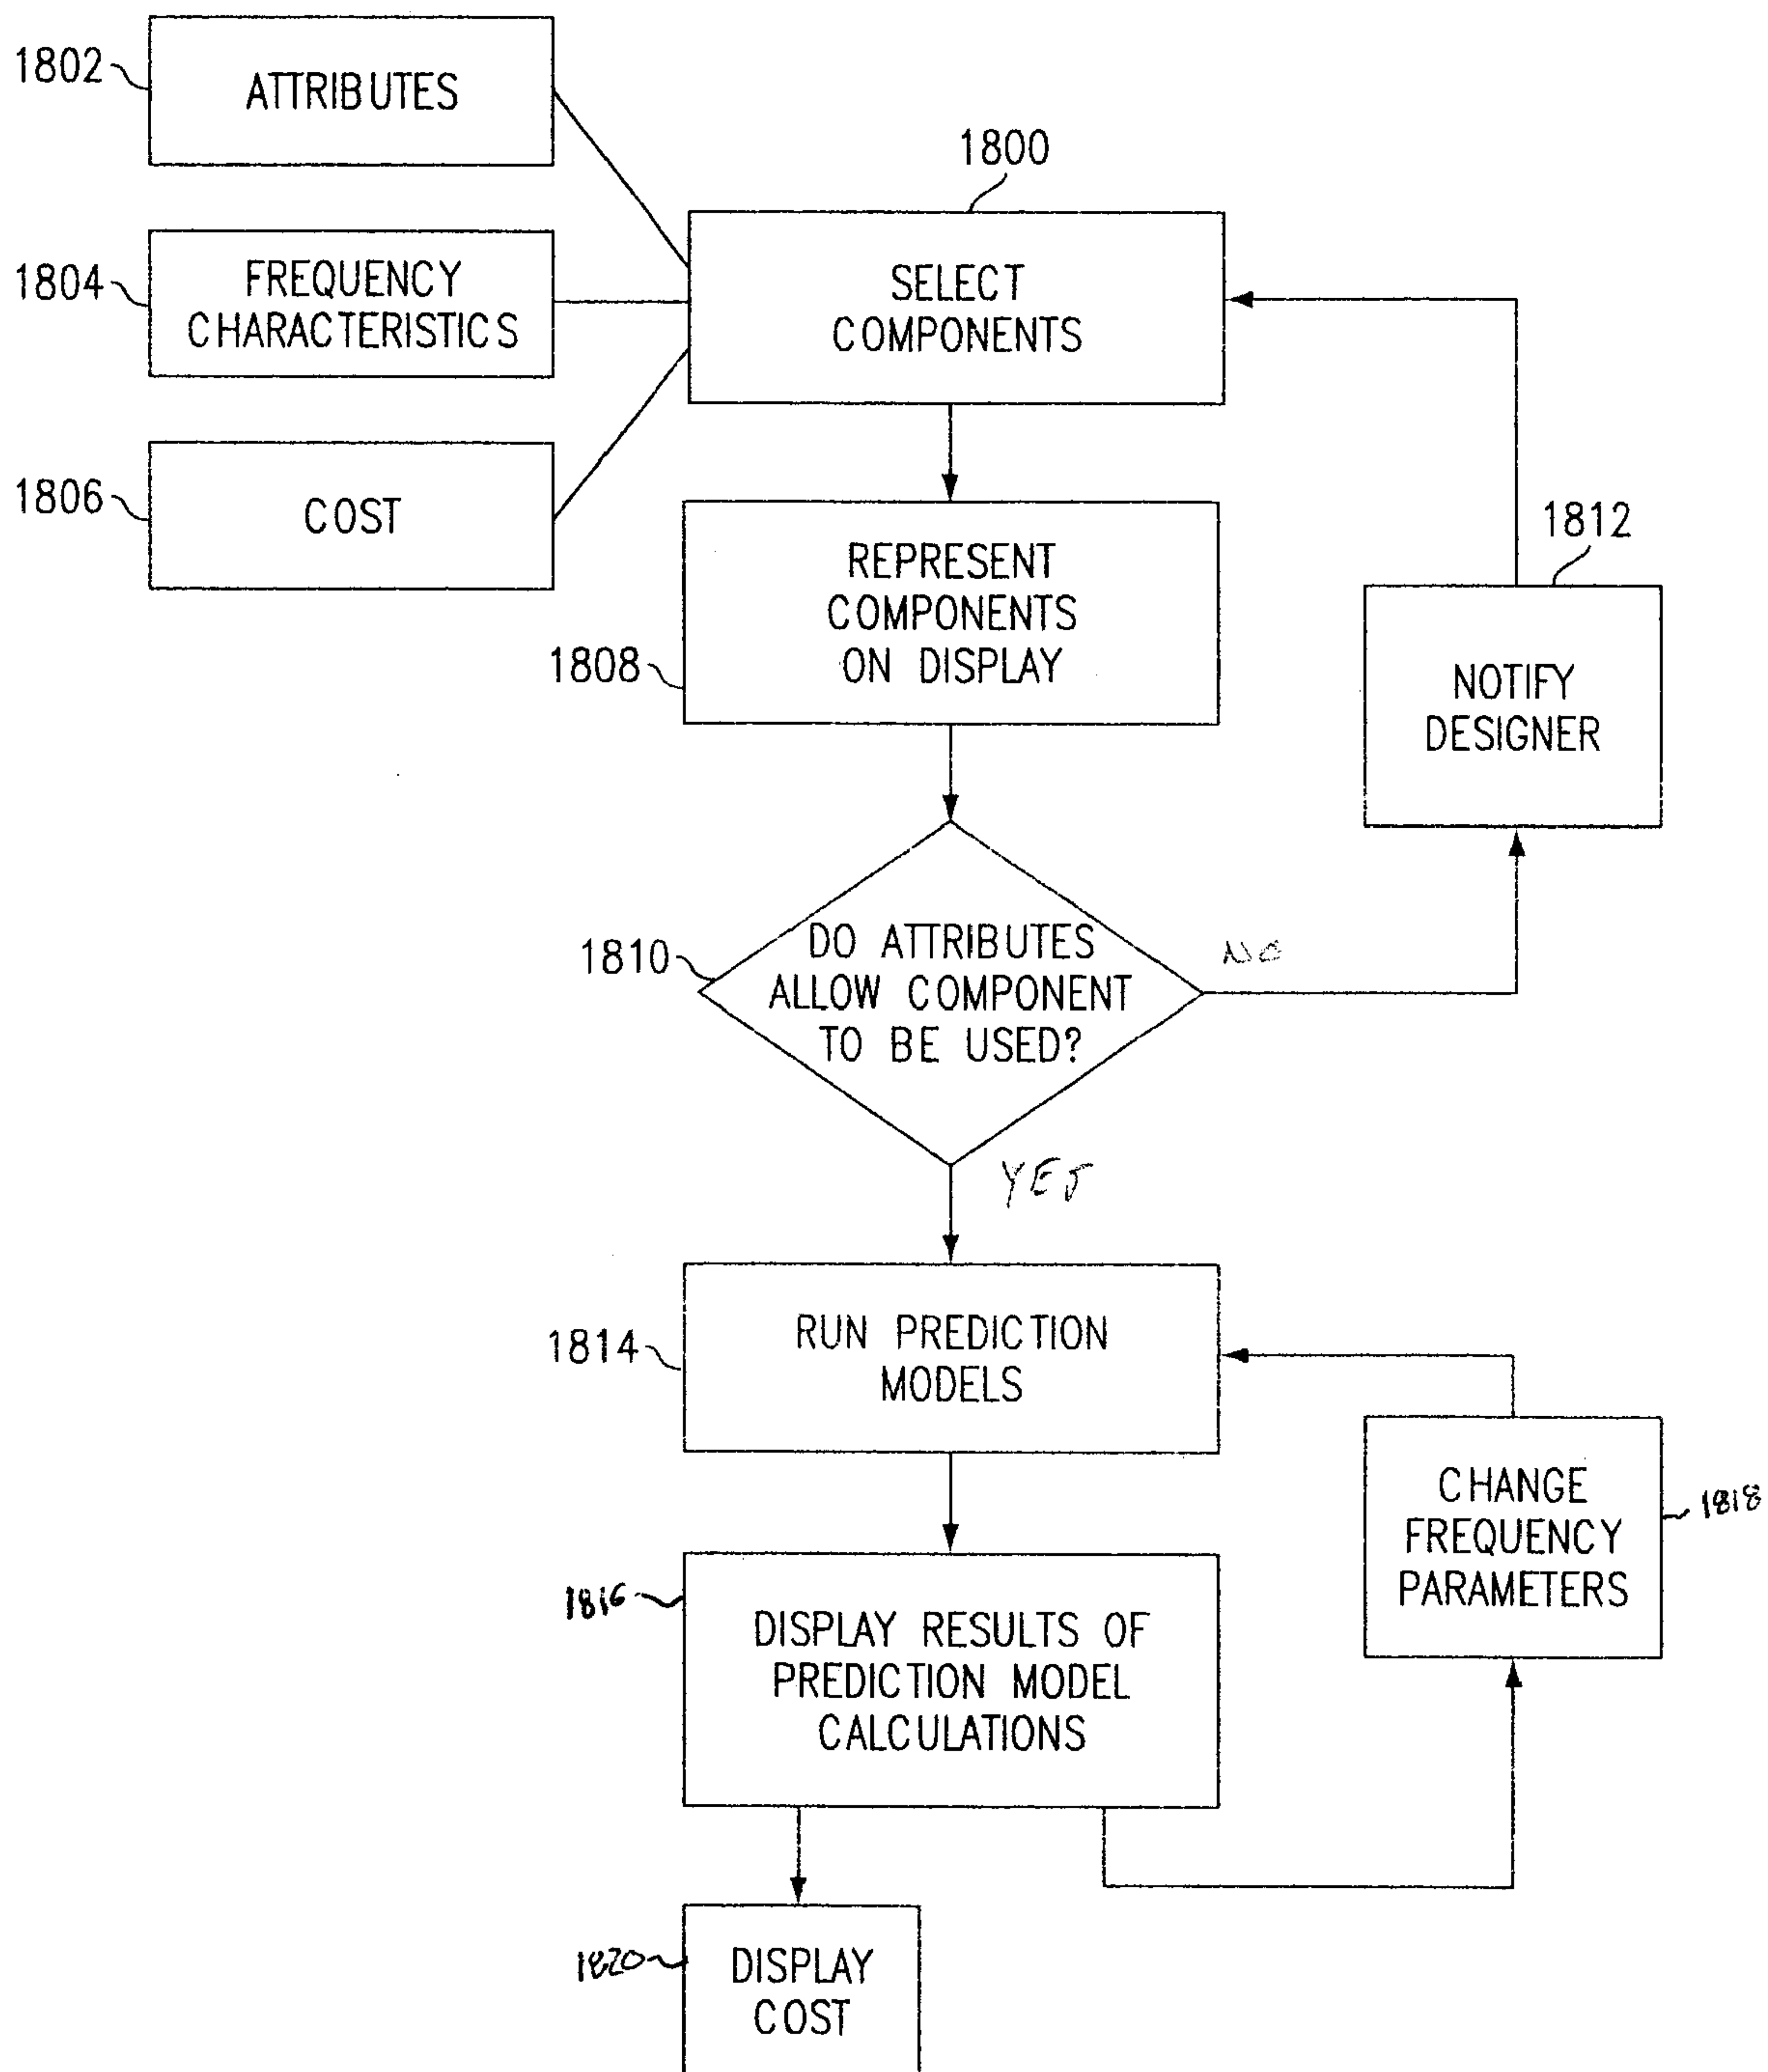 1802
ATTRIBUTES
1800
1804
FREQUENCY
CHARACTERISTICS
SELECT
COMPONENTS
1806
COST
1812
REPRESENT
COMPONENTS
ON DISPLAY
1808
NOTIFY
DESIGNER
1810
DO ATTRIBUTES
ALLOW COMPONENT
TO BE USED?
NO
YES
1814
RUN PREDICTION
MODELS
CHANGE
FREQUENCY
PARAMETERS
1818
1816
DISPLAY RESULTS OF
PREDICTION MODEL
CALCULATIONS
1820
DISPLAY
COST